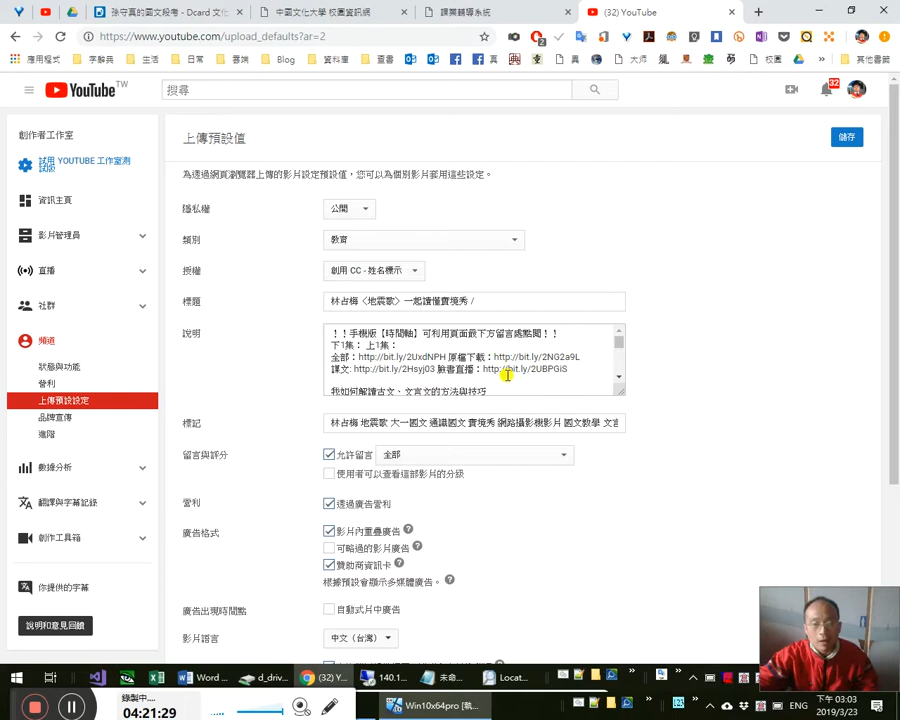 孫守真的國文段考 - Dcard 文化
中國文化大學 校園資訊網
課業輔導系統
(32) YouTube
https://www.youtube.com/upload_defaults?ar=2
應用程式
字辭典
生活
日常
雲端
Blog
資料庫
查書
真
異
大師
校園
其他書籤
YouTube TW
搜尋
32
創作者工作室
試用 YOUTUBE 工作室測試版
資訊主頁
影片管理員
直播
社群
頻道
狀態與功能
營利
上傳預設設定
品牌宣傳
進階
數據分析
翻譯與字幕記錄
創作工具箱
你提供的字幕
說明和意見回饋
上傳預設值
儲存
為透過網頁瀏覽器上傳的影片設定預設值，您可以為個別影片套用這些設定。
隱私權
公開
類別
教育
授權
創用 CC - 姓名標示
標題
林占梅〈地震歌〉一起讀懂寶境秀 /
說明
！！手機版【時間軸】可利用頁面最下方留言處點閱！！
下1集： 上1集：
全部：http://bit.ly/2UxdNPH 原檔下載：http://bit.ly/2NG2a9L
譯文: http://bit.ly/2Hsyj03 臉書直播：http://bit.ly/2UBPGiS
我如何解讀古文、文言文的方法與技巧
標記
林占梅 地震歌 大一國文 通識國文 實境秀 網路攝影機影片 國文教學 文言
留言與評分
允許留言
全部
使用者可以查看這部影片的分級
營利
透過廣告營利
廣告格式
影片內重疊廣告
可略過的影片廣告
贊助商資訊卡
根據預設會顯示多媒體廣告。
廣告出現時間點
自動式片中廣告
影片語言
中文（台灣）
Word ...
d_driv...
(32) Y...
140.1...
未命...
Locat...
錄製中...
04:21:29
Win10x64pro [執...
ENG
下午 03:03
2019/3/23